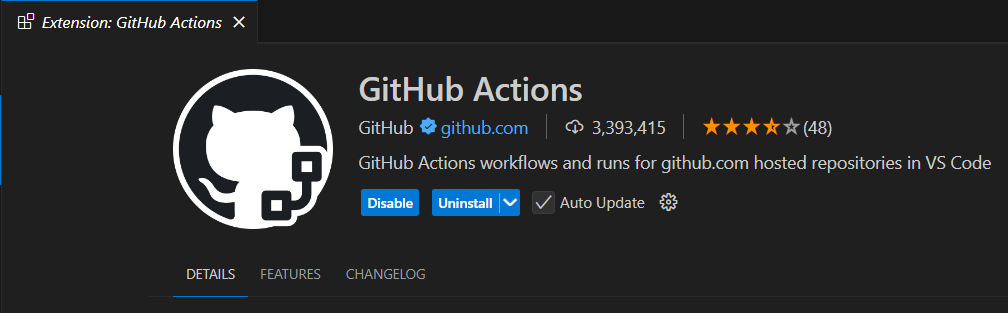 Extension: GitHub Actions
GitHub Actions
GitHub github.com 3,393,415 (48)
GitHub Actions workflows and runs for github.com hosted repositories in VS Code
Disable Uninstall Auto Update
DETAILS FEATURES CHANGELOG